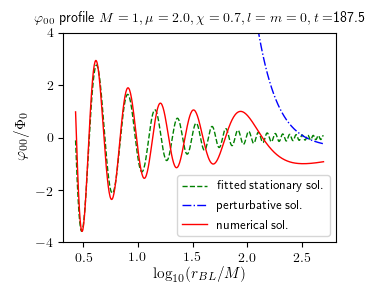 φ₀₀ profile M = 1, μ = 2.0, χ = 0.7, l = m = 0, t =187.5
φ₀₀/Φ₀
4
2
0
−2
−4
fitted stationary sol.
perturbative sol.
numerical sol.
0.5 1.0 1.5 2.0 2.5
log₁₀(r_BL/M)